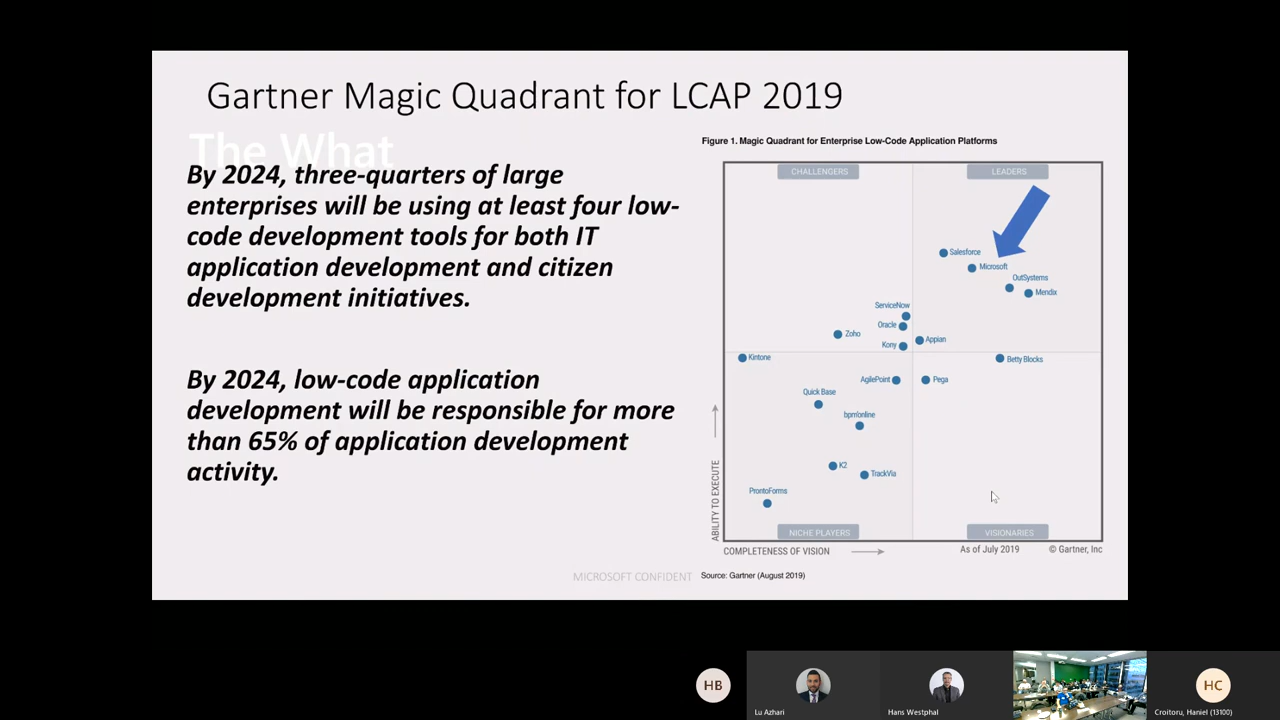 Gartner Magic Quadrant for LCAP 2019
The What
By 2024, three-quarters of large
enterprises will be using at least four low-
code development tools for both IT
application development and citizen
development initiatives.
By 2024, low-code application
development will be responsible for more
than 65% of application development
activity.
Figure 1. Magic Quadrant for Enterprise Low-Code Application Platforms
CHALLENGERS
LEADERS
Salesforce
Microsoft
OutSystems
Mendix
ServiceNow
Oracle
Zoho
Kony
Appian
Kintone
Betty Blocks
AgilePoint
Pega
Quick Base
bpm'online
K2
TrackVia
ProntoForms
NICHE PLAYERS
VISIONARIES
ABILITY TO EXECUTE
COMPLETENESS OF VISION
As of July 2019
© Gartner, Inc
MICROSOFT CONFIDENT
Source: Gartner (August 2019)
HB
Lu Azhari
Hans Westphal
HC
Croitoru, Haniel (13100)